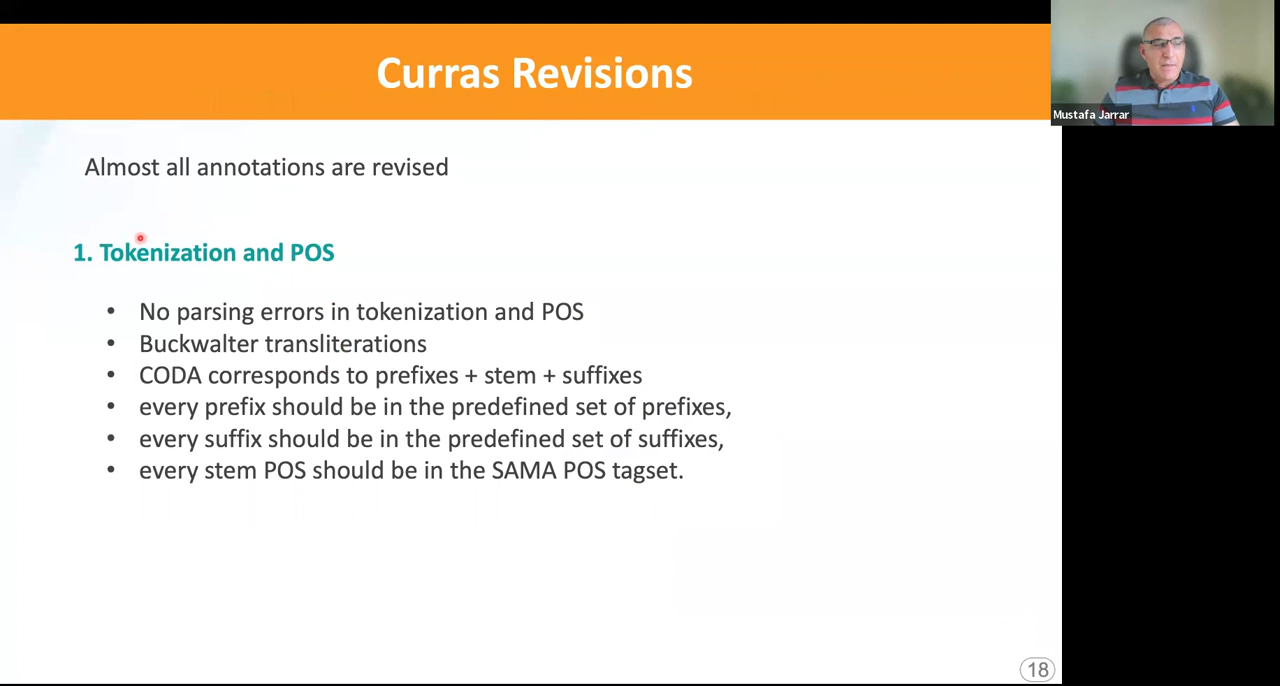 Curras Revisions
Mustafa Jarrar
Almost all annotations are revised
1. Tokenization and POS
• No parsing errors in tokenization and POS
• Buckwalter transliterations
• CODA corresponds to prefixes + stem + suffixes
• every prefix should be in the predefined set of prefixes,
• every suffix should be in the predefined set of suffixes,
• every stem POS should be in the SAMA POS tagset.
18